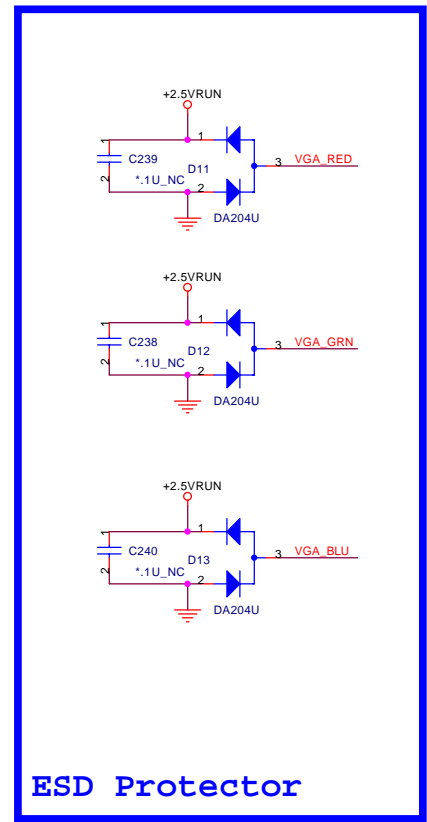 +2.5VRUN
1
1
C239
D11
3 VGA_RED
*.1U_NC
2
2
DA204U
+2.5VRUN
1
1
C238
D12
3 VGA_GRN
*.1U_NC
2
2
DA204U
+2.5VRUN
1
1
C240
D13
3 VGA_BLU
*.1U_NC
2
2
DA204U
ESD Protector